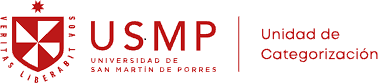 VERITAS LIBERABIT VOS
USMP
UNIVERSIDAD DE
SAN MARTÍN DE PORRES
Unidad de
Categorización